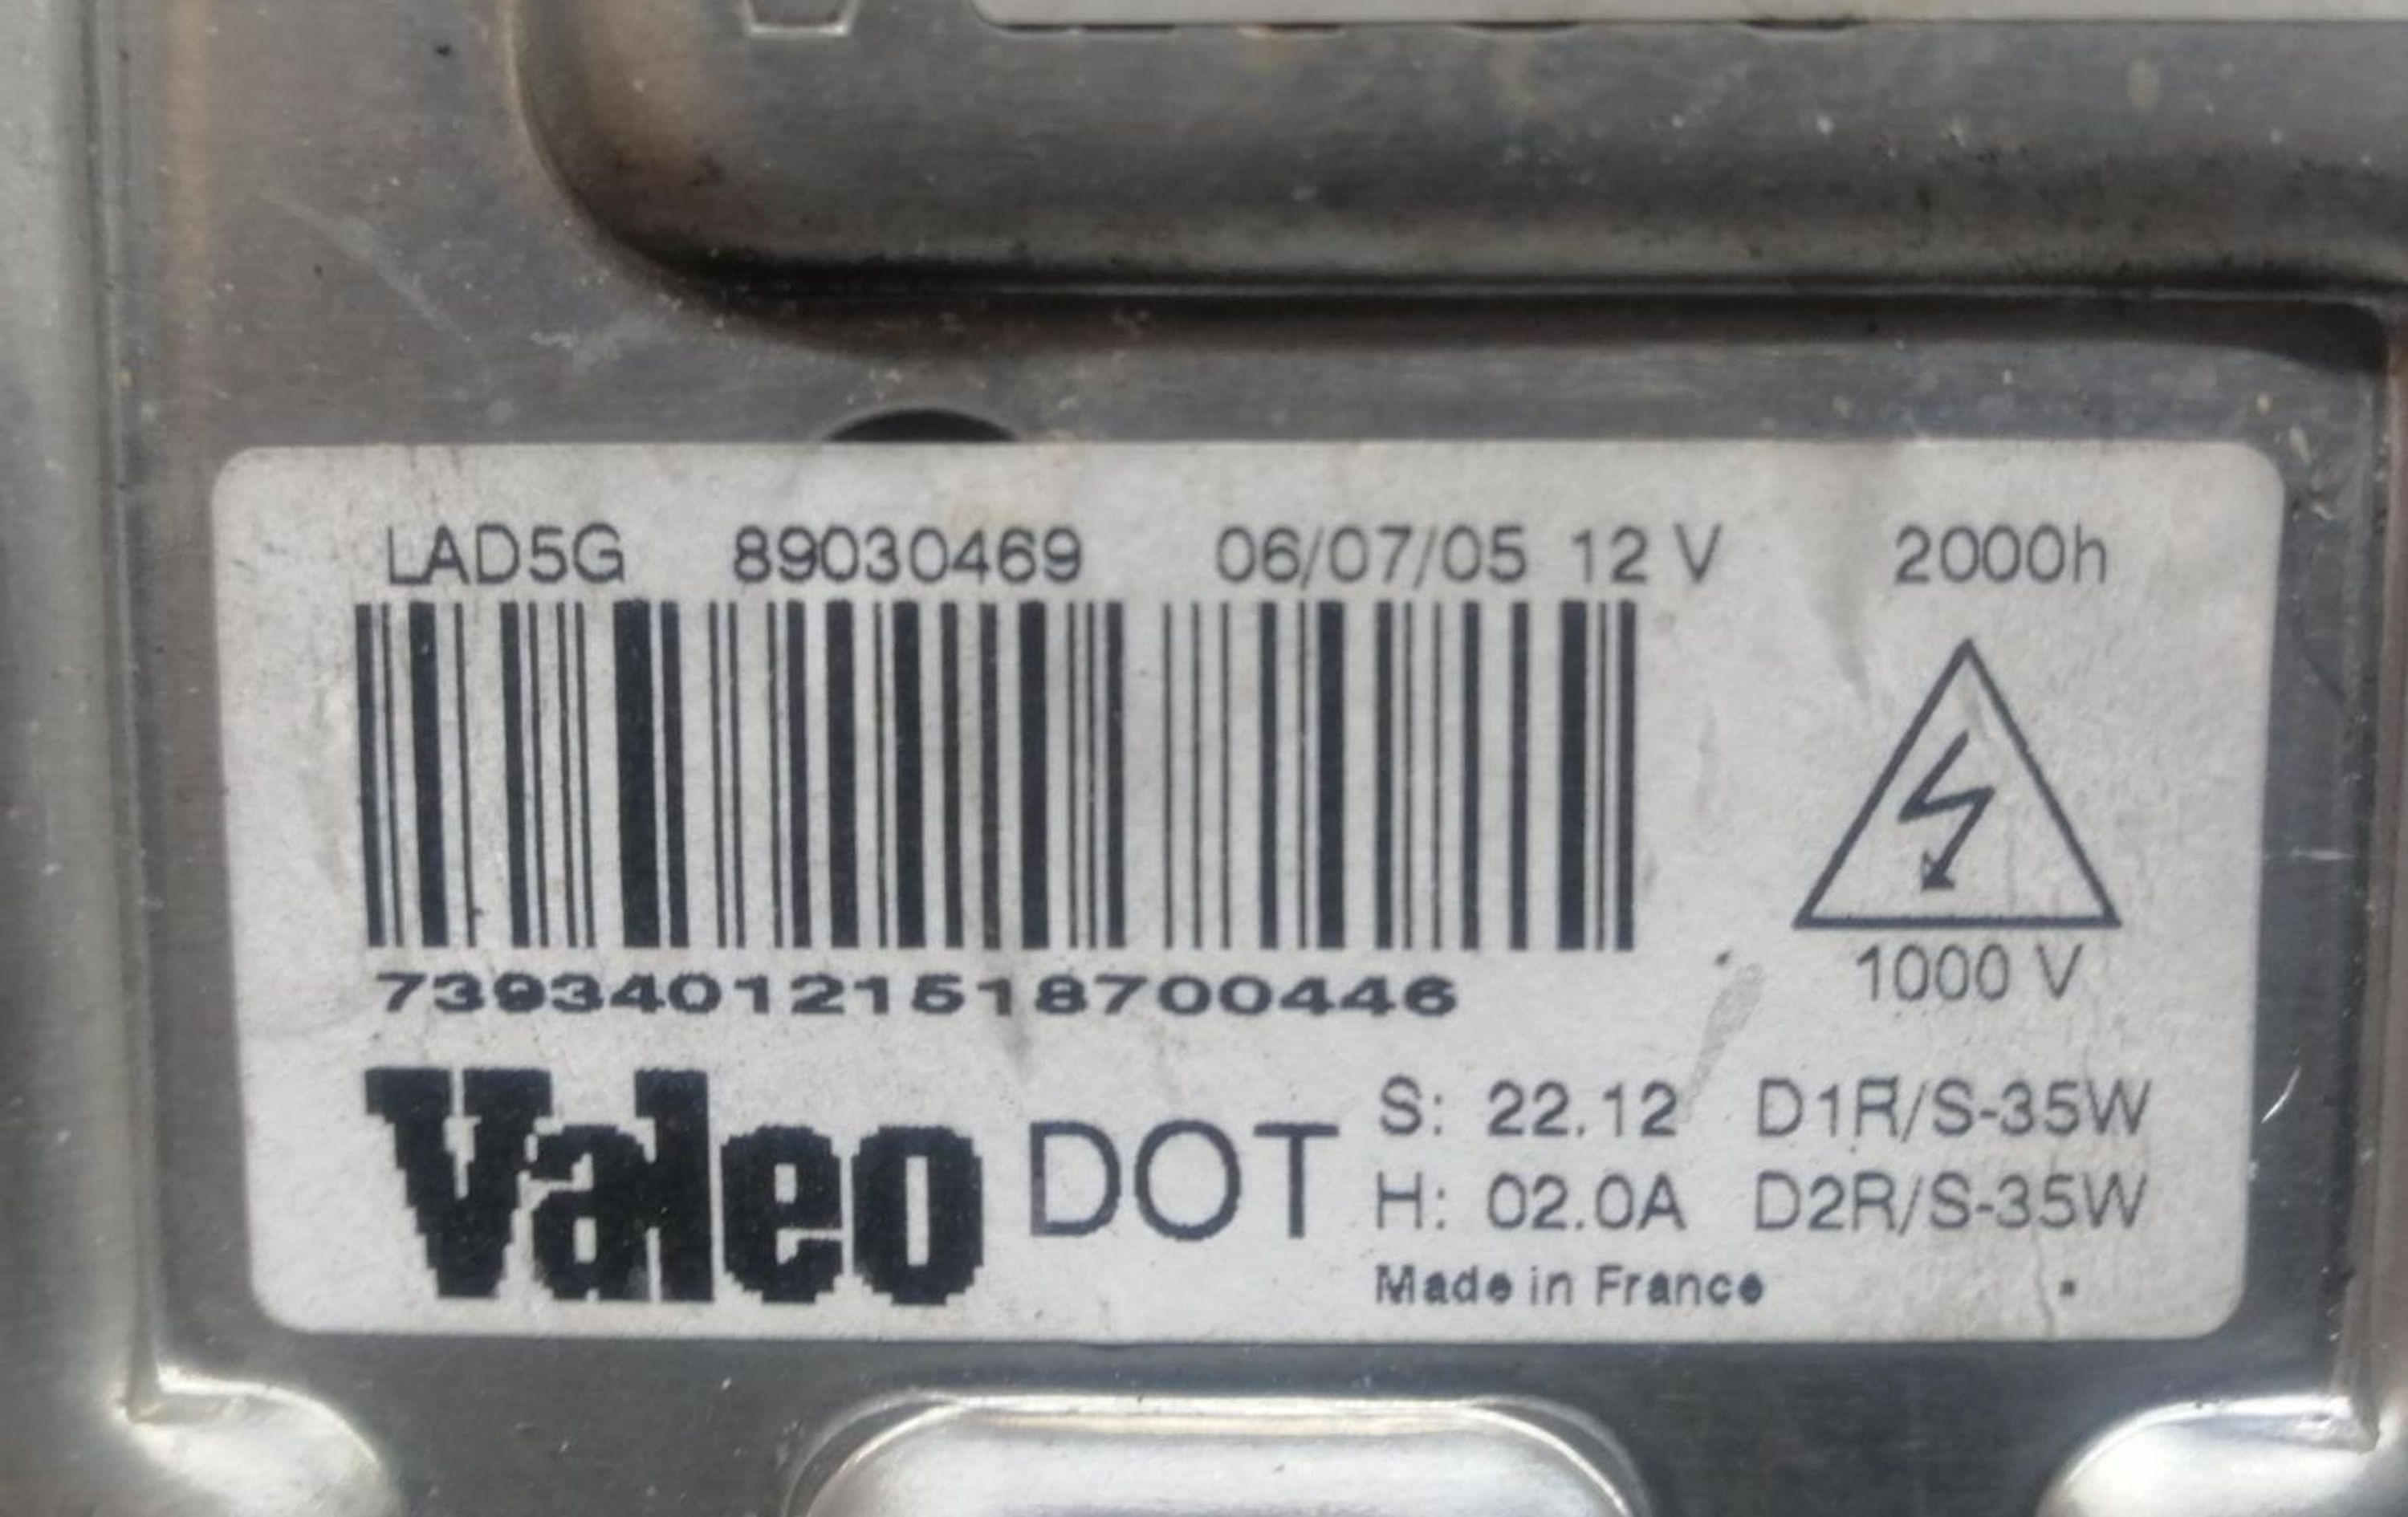 LAD5G 89030469 06/07/05 12 V 2000h
739340121518700446
1000 V
Valeo DOT S: 22.12 D1R/S-35W
H: 02.0A D2R/S-35W
Made in France